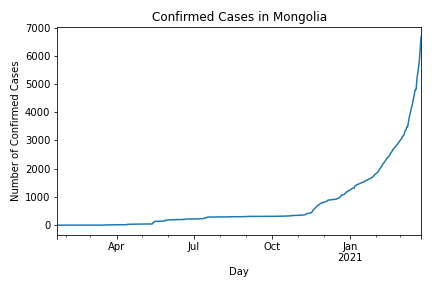 Confirmed Cases in Mongolia
7000
6000
5000
4000
3000
2000
1000
0
Number of Confirmed Cases
Apr Jul Oct Jan
2021
Day